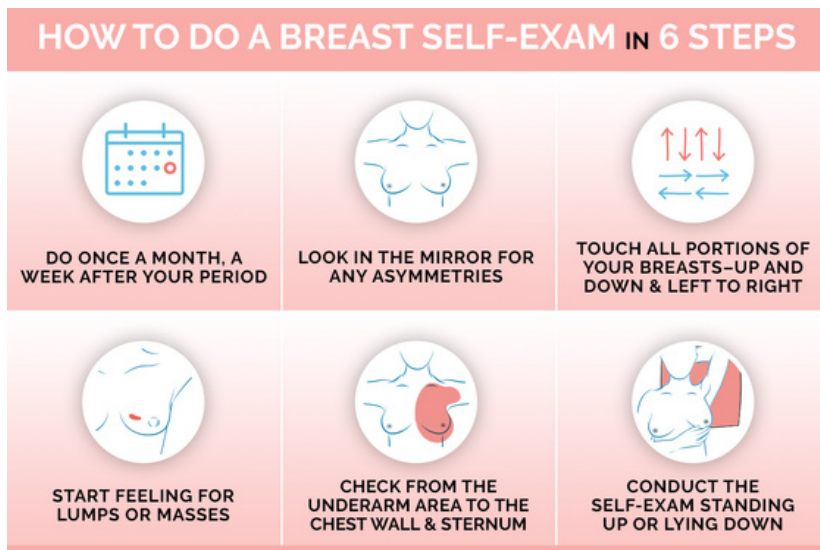 HOW TO DO A BREAST SELF-EXAM IN 6 STEPS
DO ONCE A MONTH, A
WEEK AFTER YOUR PERIOD
LOOK IN THE MIRROR FOR
ANY ASYMMETRIES
TOUCH ALL PORTIONS OF
YOUR BREASTS–UP AND
DOWN & LEFT TO RIGHT
START FEELING FOR
LUMPS OR MASSES
CHECK FROM THE
UNDERARM AREA TO THE
CHEST WALL & STERNUM
CONDUCT THE
SELF-EXAM STANDING
UP OR LYING DOWN